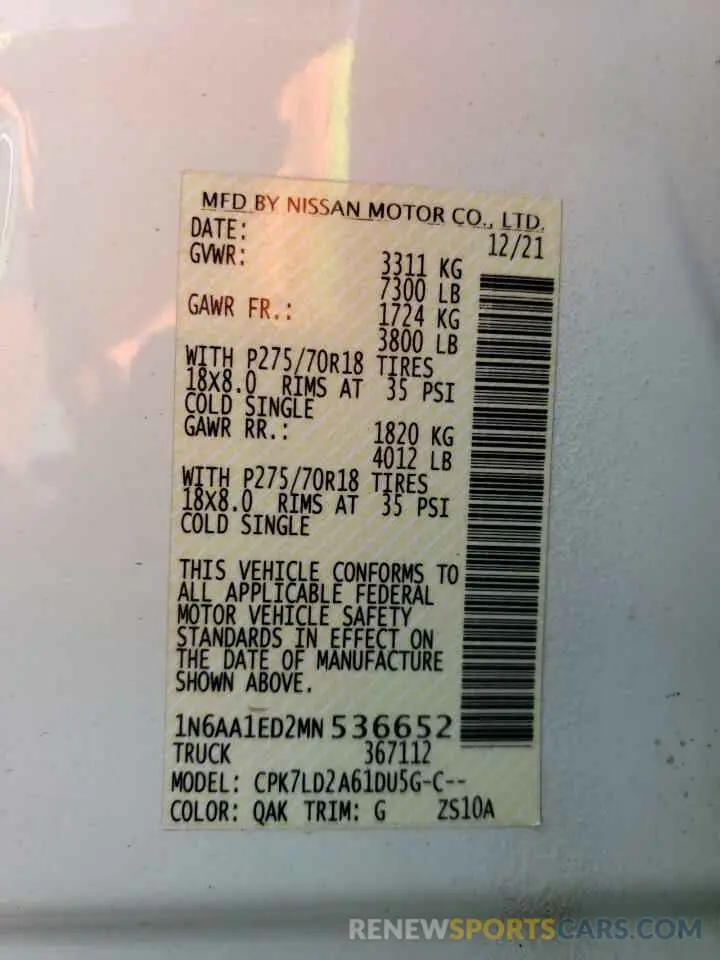 MFD BY NISSAN MOTOR CO., LTD.
DATE: 12/21
GVWR: 3311 KG
7300 LB
GAWR FR.: 1724 KG
3800 LB
WITH P275/70R18 TIRES
18X8.0 RIMS AT 35 PSI
COLD SINGLE
GAWR RR.: 1820 KG
4012 LB
WITH P275/70R18 TIRES
18X8.0 RIMS AT 35 PSI
COLD SINGLE
THIS VEHICLE CONFORMS TO
ALL APPLICABLE FEDERAL
MOTOR VEHICLE SAFETY
STANDARDS IN EFFECT ON
THE DATE OF MANUFACTURE
SHOWN ABOVE.
1N6AA1ED2MN 536652
TRUCK 367112
MODEL: CPK7LD2A61DU5G-C--
COLOR: QAK TRIM: G ZS10A
RENEWSPORTSCARS.COM